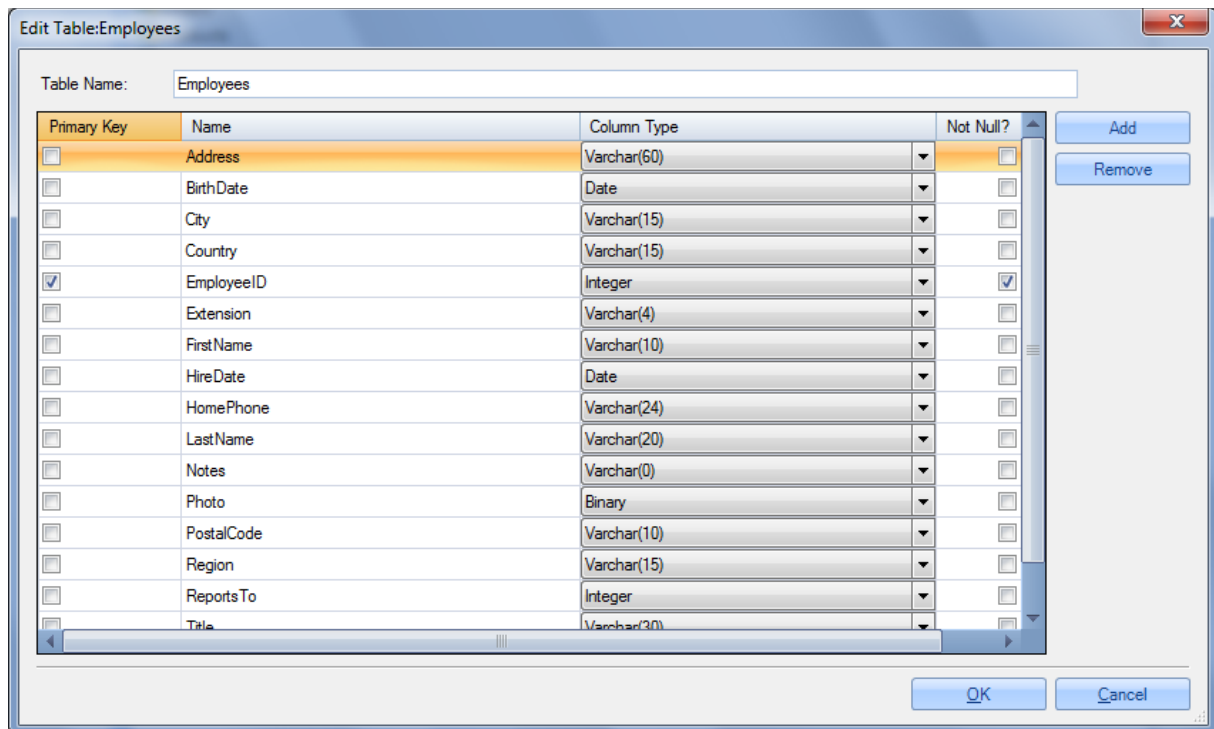 Edit Table:Employees
Table Name: Employees
Primary Key Name Column Type Not Null? Add
Address Varchar(60) Remove
BirthDate Date
City Varchar(15)
Country Varchar(15)
EmployeeID Integer
Extension Varchar(4)
FirstName Varchar(10)
HireDate Date
HomePhone Varchar(24)
LastName Varchar(20)
Notes Varchar(0)
Photo Binary
PostalCode Varchar(10)
Region Varchar(15)
ReportsTo Integer
Title Varchar(30)
OK Cancel